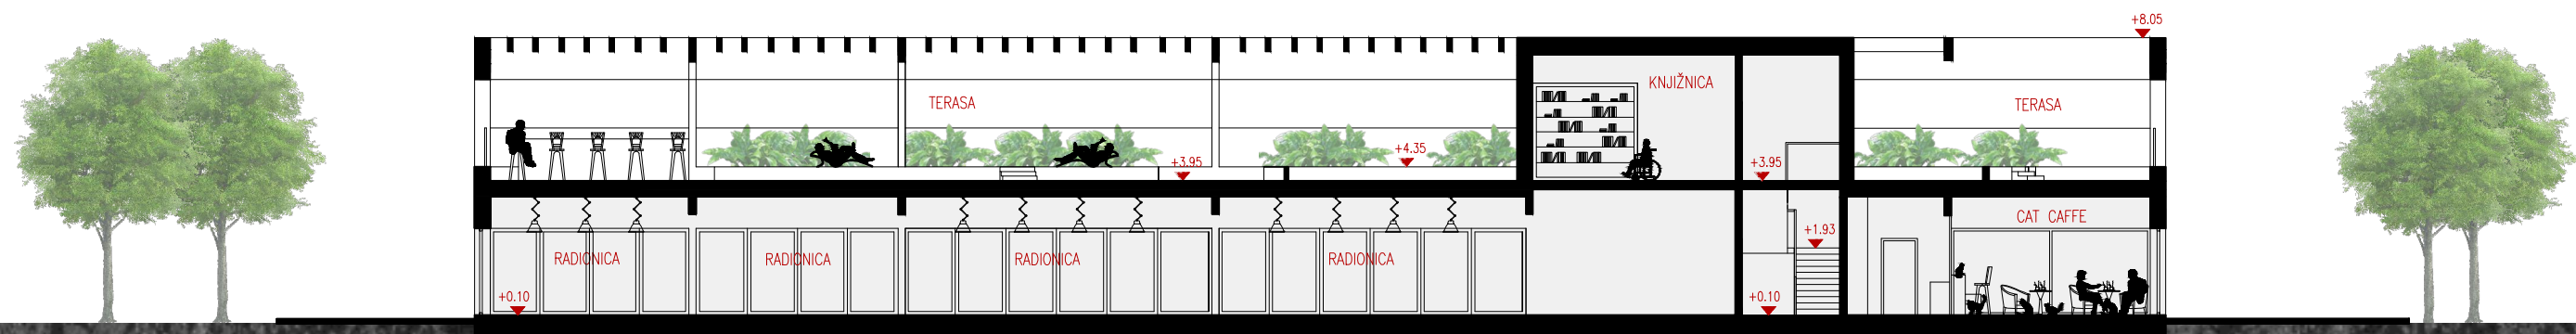 +8.05
KNJIŽNICA
TERASA
TERASA
+4.35
+3.95
+3.95
CAT CAFFE
+1.93
RADIONICA
RADIONICA
RADIONICA
RADIONICA
+0.10
+0.10